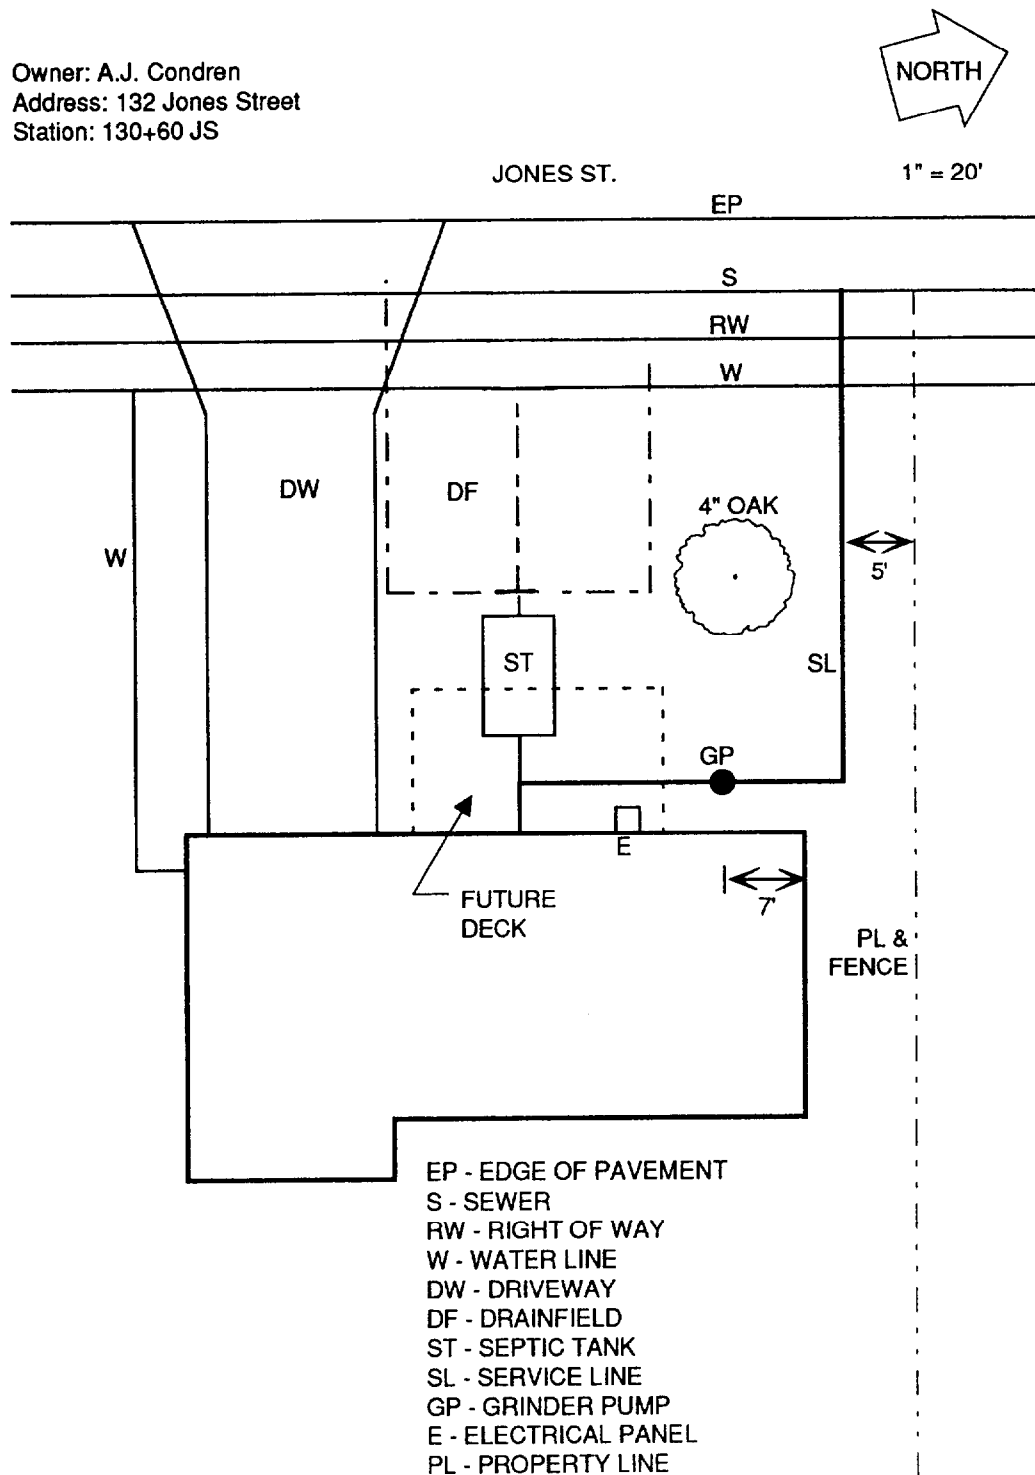 Owner: A.J. Condren
Address: 132 Jones Street
Station: 130+60 JS
NORTH
JONES ST.
1" = 20'
EP
S
RW
W
DW
DF
4" OAK
W
5'
ST
SL
GP
E
FUTURE
DECK
7'
PL &
FENCE
EP - EDGE OF PAVEMENT
S - SEWER
RW - RIGHT OF WAY
W - WATER LINE
DW - DRIVEWAY
DF - DRAINFIELD
ST - SEPTIC TANK
SL - SERVICE LINE
GP - GRINDER PUMP
E - ELECTRICAL PANEL
PL - PROPERTY LINE